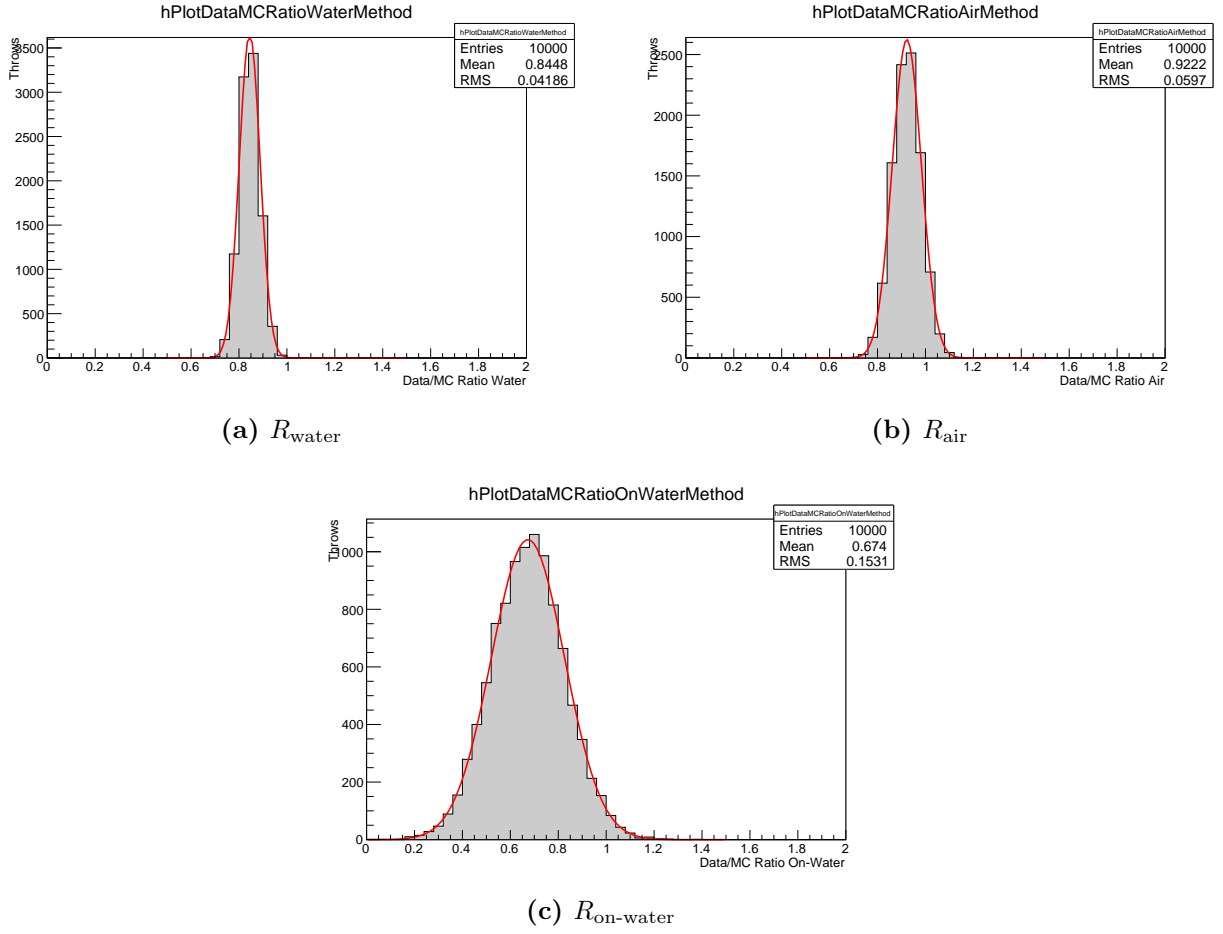 hPlotDataMCRatioWaterMethod
hPlotDataMCRatioWaterMethod
Entries 10000
Mean 0.8448
RMS 0.04186
Throws
3500
3000
2500
2000
1500
1000
500
0
0 0.2 0.4 0.6 0.8 1 1.2 1.4 1.6 1.8 2
Data/MC Ratio Water
(a) R_water
hPlotDataMCRatioAirMethod
hPlotDataMCRatioAirMethod
Entries 10000
Mean 0.9222
RMS 0.0597
Throws
2500
2000
1500
1000
500
0
0 0.2 0.4 0.6 0.8 1 1.2 1.4 1.6 1.8 2
Data/MC Ratio Air
(b) R_air
hPlotDataMCRatioOnWaterMethod
hPlotDataMCRatioOnWaterMethod
Entries 10000
Mean 0.674
RMS 0.1531
Throws
1000
800
600
400
200
0
0 0.2 0.4 0.6 0.8 1 1.2 1.4 1.6 1.8 2
Data/MC Ratio On-Water
(c) R_on-water